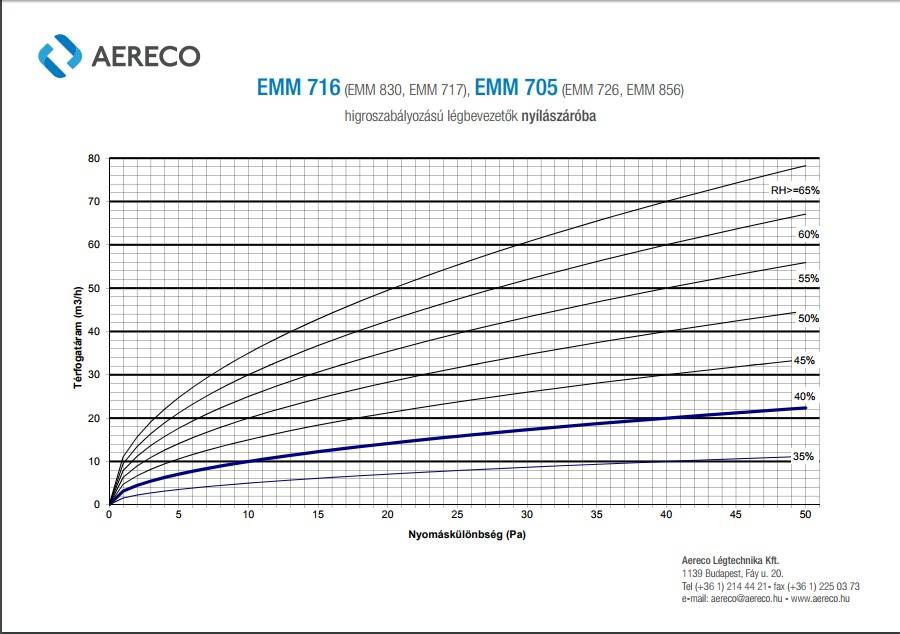 AERECO
EMM 716 (EMM 830, EMM 717), EMM 705 (EMM 726, EMM 856)
higroszabályozású légbevezetők nyílászáróba
80
70
60
50
40
30
20
10
0
Térfogatáram (m3/h)
RH>=65%
60%
55%
50%
45%
40%
35%
0 5 10 15 20 25 30 35 40 45 50
Nyomáskülönbség (Pa)
Aereco Légtechnika Kft.
1139 Budapest, Fáy u. 20.
Tel (+36 1) 214 44 21• fax (+36 1) 225 03 73
e-mail: aereco@aereco.hu • www.aereco.hu